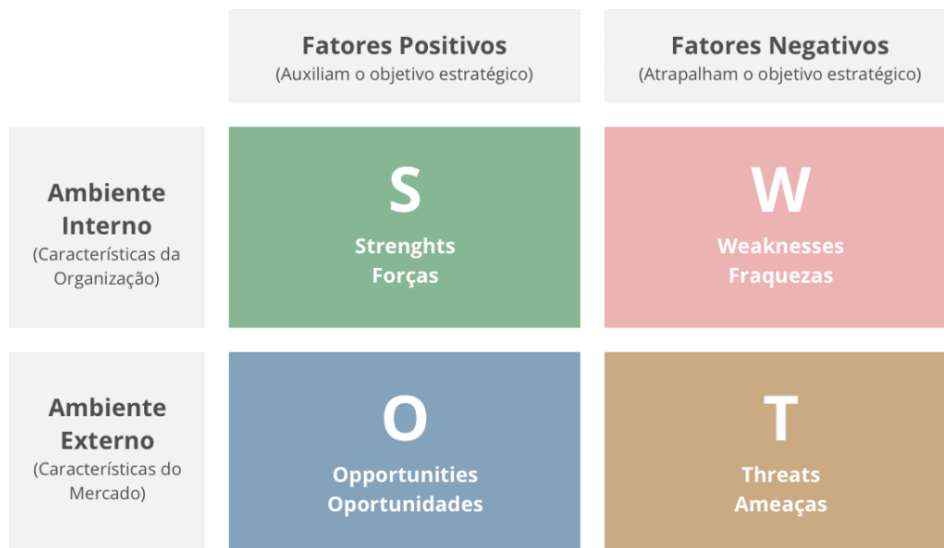 Fatores Positivos
(Auxiliam o objetivo estratégico)
Fatores Negativos
(Atrapalham o objetivo estratégico)
Ambiente
Interno
(Características da
Organização)
S
Strenghts
Forças
W
Weaknesses
Fraquezas
Ambiente
Externo
(Características do
Mercado)
O
Opportunities
Oportunidades
T
Threats
Ameaças